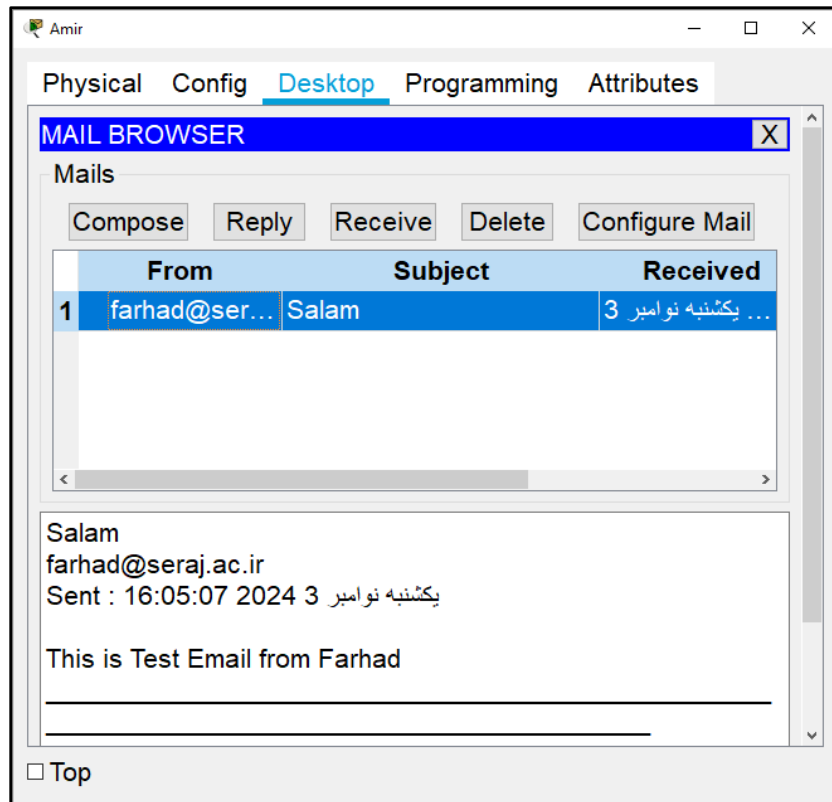 Amir
Physical Config Desktop Programming Attributes
MAIL BROWSER X
Mails
Compose Reply Receive Delete Configure Mail
From Subject Received
1 farhad@ser... Salam یکشنبه نوامبر 3 ...
Salam
farhad@seraj.ac.ir
Sent : یکشنبه نوامبر 3 16:05:07 2024
This is Test Email from Farhad
Top